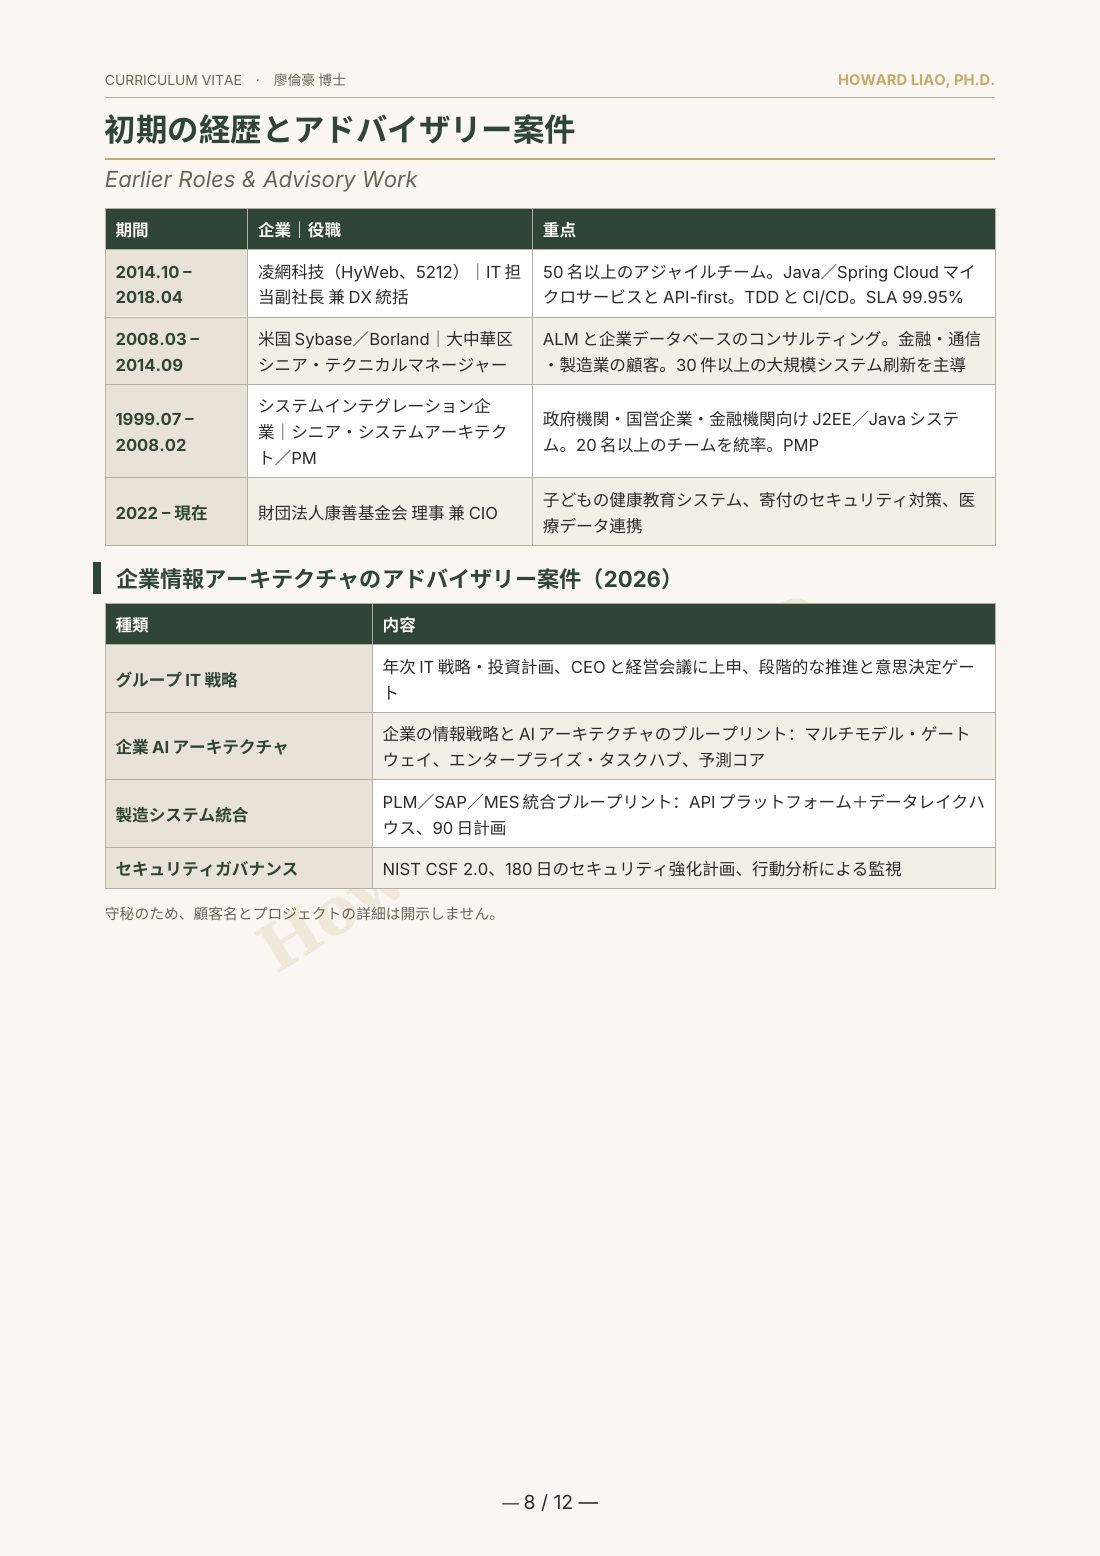 CURRICULUM VITAE · 廖倫豪 博士
HOWARD LIAO, PH.D.
初期の経歴とアドバイザリー案件
Earlier Roles & Advisory Work
期間
企業｜役職
重点
2014.10 –
2018.04
凌網科技（HyWeb、5212）｜IT 担
当副社長 兼 DX 統括
50 名以上のアジャイルチーム。Java／Spring Cloud マイ
クロサービスと API-first。TDD と CI/CD。SLA 99.95%
2008.03 –
2014.09
米国 Sybase／Borland｜大中華区
シニア・テクニカルマネージャー
ALM と企業データベースのコンサルティング。金融・通信
・製造業の顧客。30 件以上の大規模システム刷新を主導
1999.07 –
2008.02
システムインテグレーション企
業｜シニア・システムアーキテク
ト／PM
政府機関・国営企業・金融機関向け J2EE／Java システ
ム。20 名以上のチームを統率。PMP
2022 – 現在
財団法人康善基金会 理事 兼 CIO
子どもの健康教育システム、寄付のセキュリティ対策、医
療データ連携
企業情報アーキテクチャのアドバイザリー案件（2026）
種類
内容
グループ IT 戦略
年次 IT 戦略・投資計画、CEO と経営会議に上申、段階的な推進と意思決定ゲー
ト
企業 AI アーキテクチャ
企業の情報戦略と AI アーキテクチャのブループリント：マルチモデル・ゲート
ウェイ、エンタープライズ・タスクハブ、予測コア
製造システム統合
PLM／SAP／MES 統合ブループリント：API プラットフォーム＋データレイクハ
ウス、90 日計画
セキュリティガバナンス
NIST CSF 2.0、180 日のセキュリティ強化計画、行動分析による監視
How
守秘のため、顧客名とプロジェクトの詳細は開示しません。
— 8 / 12 —